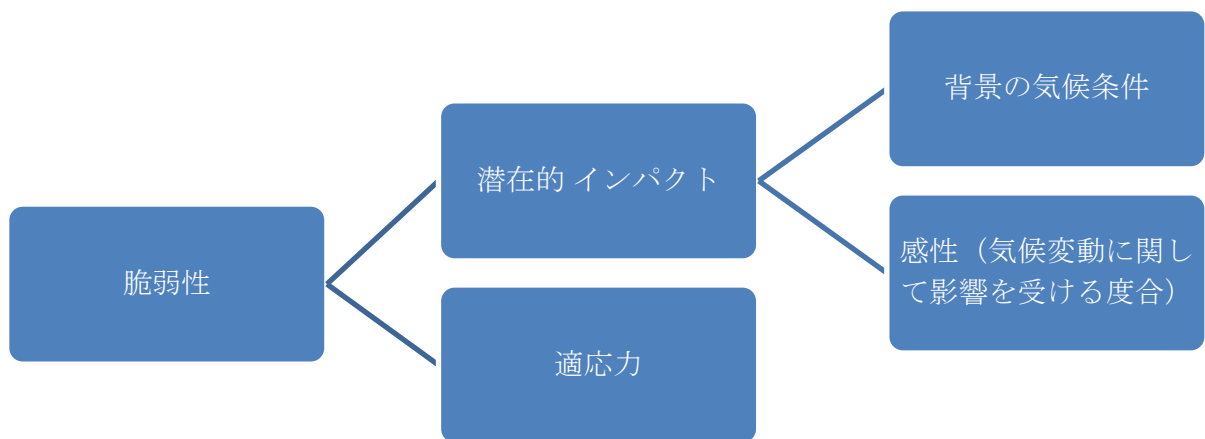 背景の気候条件
潜在的 インパクト
感性（気候変動に関し
て影響を受ける度合）
脆弱性
適応力